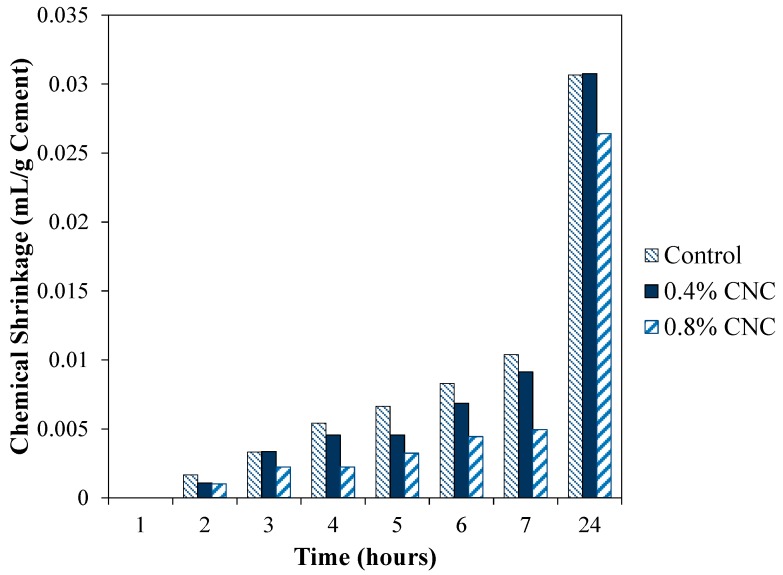 0.035
0.03
0.025
0.02
0.015
0.01
0.005
0
Chemical Shrinkage (mL/g Cement)
1 2 3 4 5 6 7 24
Time (hours)
Control
0.4% CNC
0.8% CNC